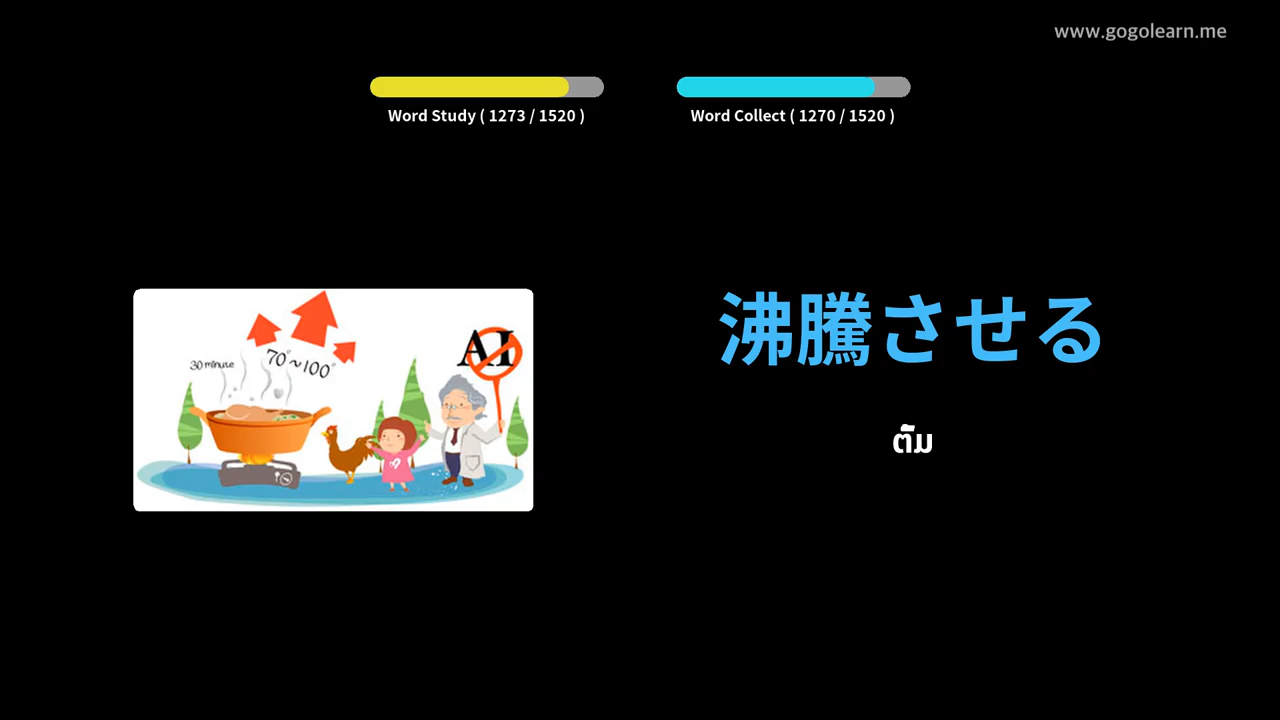 www.gogolearn.me
Word Study ( 1273 / 1520 )
Word Collect ( 1270 / 1520 )
30 minute
70°~100°
AI
沸騰させる
ต้ม